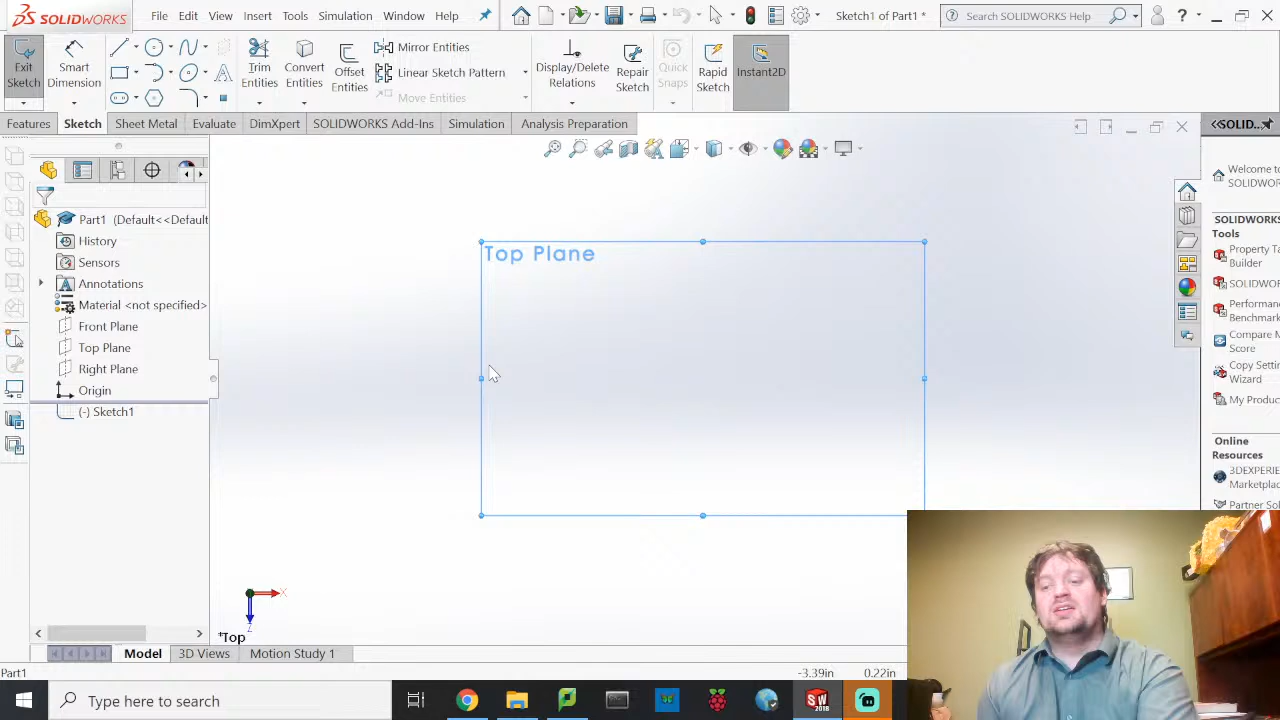 SOLIDWORKS
File Edit View Insert Tools Simulation Window Help
Sketch1 of Part1 *
Search SOLIDWORKS Help
Exit Sketch
Smart Dimension
Trim Entities
Convert Entities
Offset Entities
Mirror Entities
Linear Sketch Pattern
Move Entities
Display/Delete Relations
Repair Sketch
Quick Snaps
Rapid Sketch
Instant2D
Features Sketch Sheet Metal Evaluate DimXpert SOLIDWORKS Add-Ins Simulation Analysis Preparation
SOLID...
Part1 (Default<<Default
History
Sensors
Annotations
Material <not specified>
Front Plane
Top Plane
Right Plane
Origin
(-) Sketch1
Top Plane
X
Z
*Top
Welcome to
SOLIDWOR
SOLIDWORKS
Tools
Property Ta
Builder
SOLIDWOR
Performanc
Benchmark
Compare M
Score
Copy Settin
Wizard
My Produc
Online
Resources
3DEXPERIE
Marketplac
Partner Sol
Model 3D Views Motion Study 1
Part1
-3.39in 0.22in
Type here to search
SW
2018